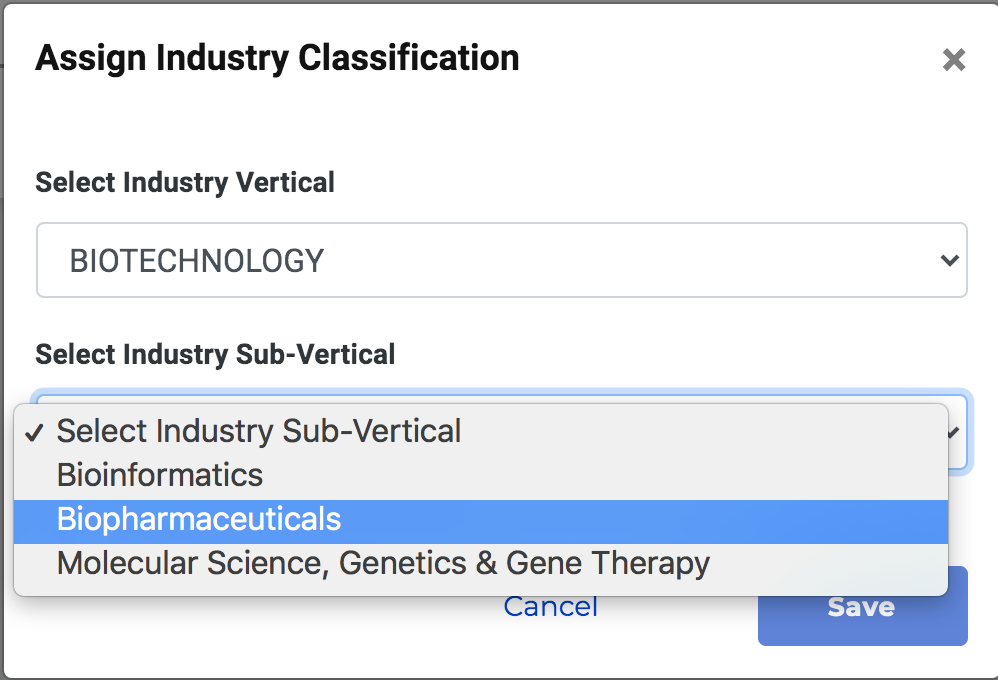 Assign Industry Classification
Select Industry Vertical
BIOTECHNOLOGY
Select Industry Sub-Vertical
✓ Select Industry Sub-Vertical
Bioinformatics
Biopharmaceuticals
Molecular Science, Genetics & Gene Therapy
Cancel Save